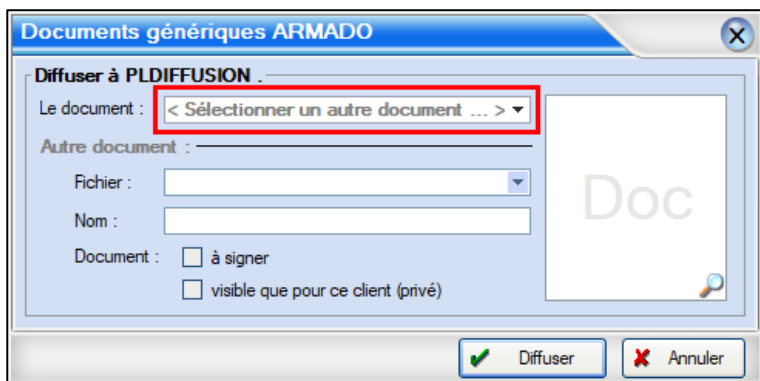 Documents génériques ARMADO
Diffuser à PLDIFFUSION .
Le document : < Sélectionner un autre document ... >
Autre document :
Fichier :
Doc
Nom :
Document : à signer
visible que pour ce client (privé)
Diffuser Annuler